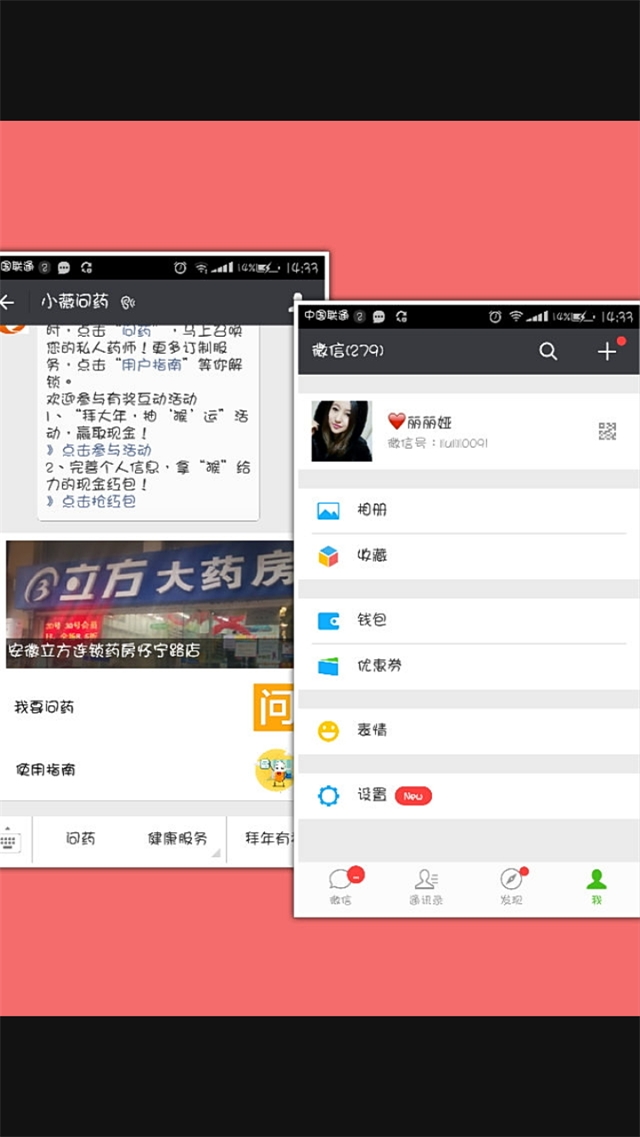 中国联通
14%
14:33
小薇问药
时，点击“问药”，马上召唤
您的私人药师！更多订制服
务，点击“用户指南”等你解
锁。
欢迎参与有奖互动活动
1、“拜大年，抽‘猴’运”活
动，赢取现金！
》点击参与活动
2、完善个人信息，拿“猴”给
力的现金红包！
》点击抢红包
立方大药房
安徽立方连锁药房怀宁路店
我要问药
问
使用指南
问药
健康服务
拜年有
中国联通
14%
14:33
微信(279)
丽丽娅
微信号：liulili0091
相册
收藏
钱包
优惠券
表情
设置
New
微信
通讯录
发现
我